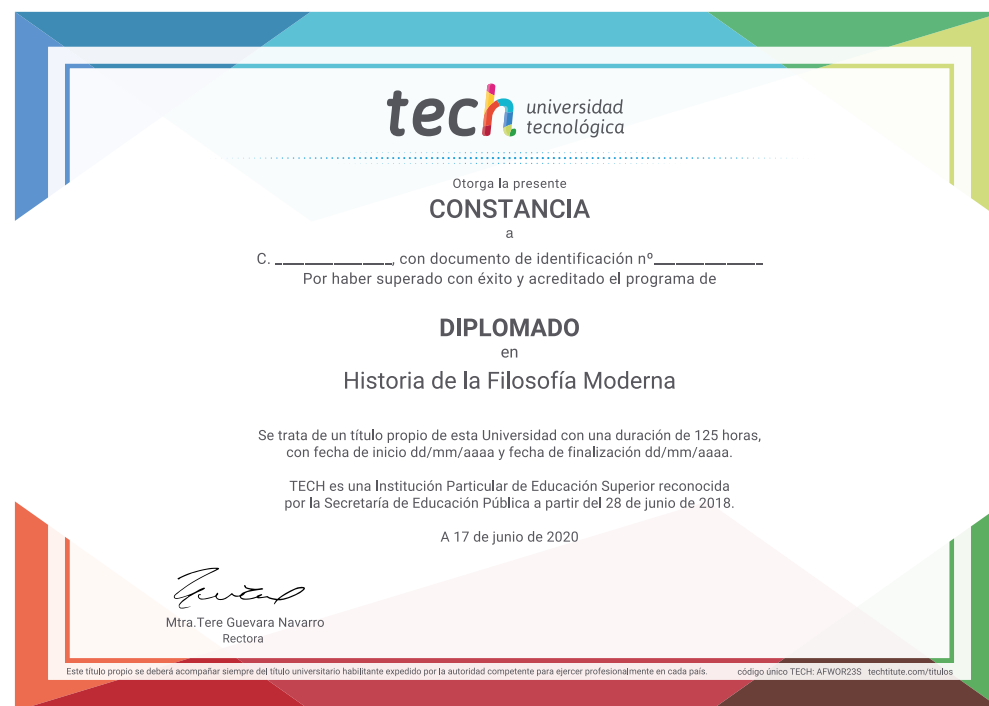 tech universidad
tecnológica
Otorga la presente
CONSTANCIA
a
C. ______________, con documento de identificación nº______________
Por haber superado con éxito y acreditado el programa de
DIPLOMADO
en
Historia de la Filosofía Moderna
Se trata de un título propio de esta Universidad con una duración de 125 horas,
con fecha de inicio dd/mm/aaaa y fecha de finalización dd/mm/aaaa.
TECH es una Institución Particular de Educación Superior reconocida
por la Secretaría de Educación Pública a partir del 28 de junio de 2018.
A 17 de junio de 2020
Mtra.Tere Guevara Navarro
Rectora
Este título propio se deberá acompañar siempre del título universitario habilitante expedido por la autoridad competente para ejercer profesionalmente en cada país. código único TECH: AFWOR23S techtitute.com/titulos